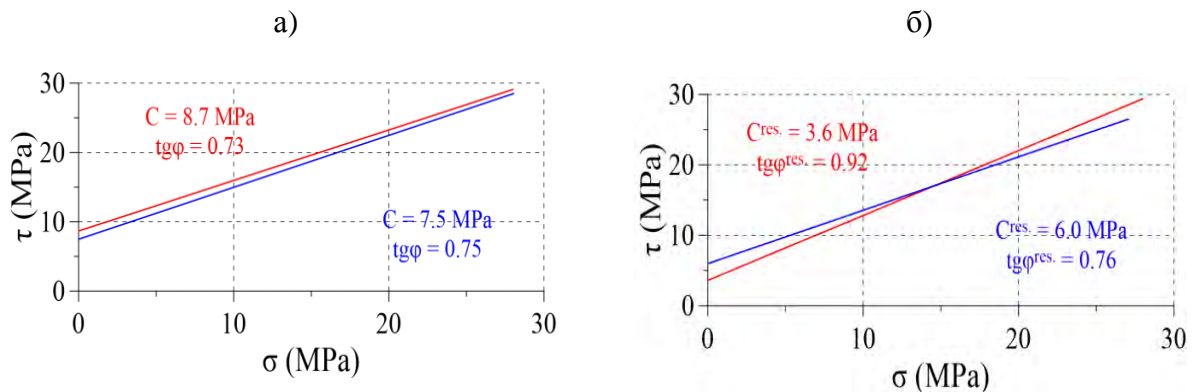 а)
30
20
10
0
τ (MPa)
C = 8.7 MPa
tgφ = 0.73
C = 7.5 MPa
tgφ = 0.75
0
10
20
30
σ (MPa)
б)
30
20
10
0
τ (MPa)
Cʳᵉˢ· = 3.6 MPa
tgφʳᵉˢ· = 0.92
Cʳᵉˢ· = 6.0 MPa
tgφʳᵉˢ· = 0.76
0
10
20
30
σ (MPa)